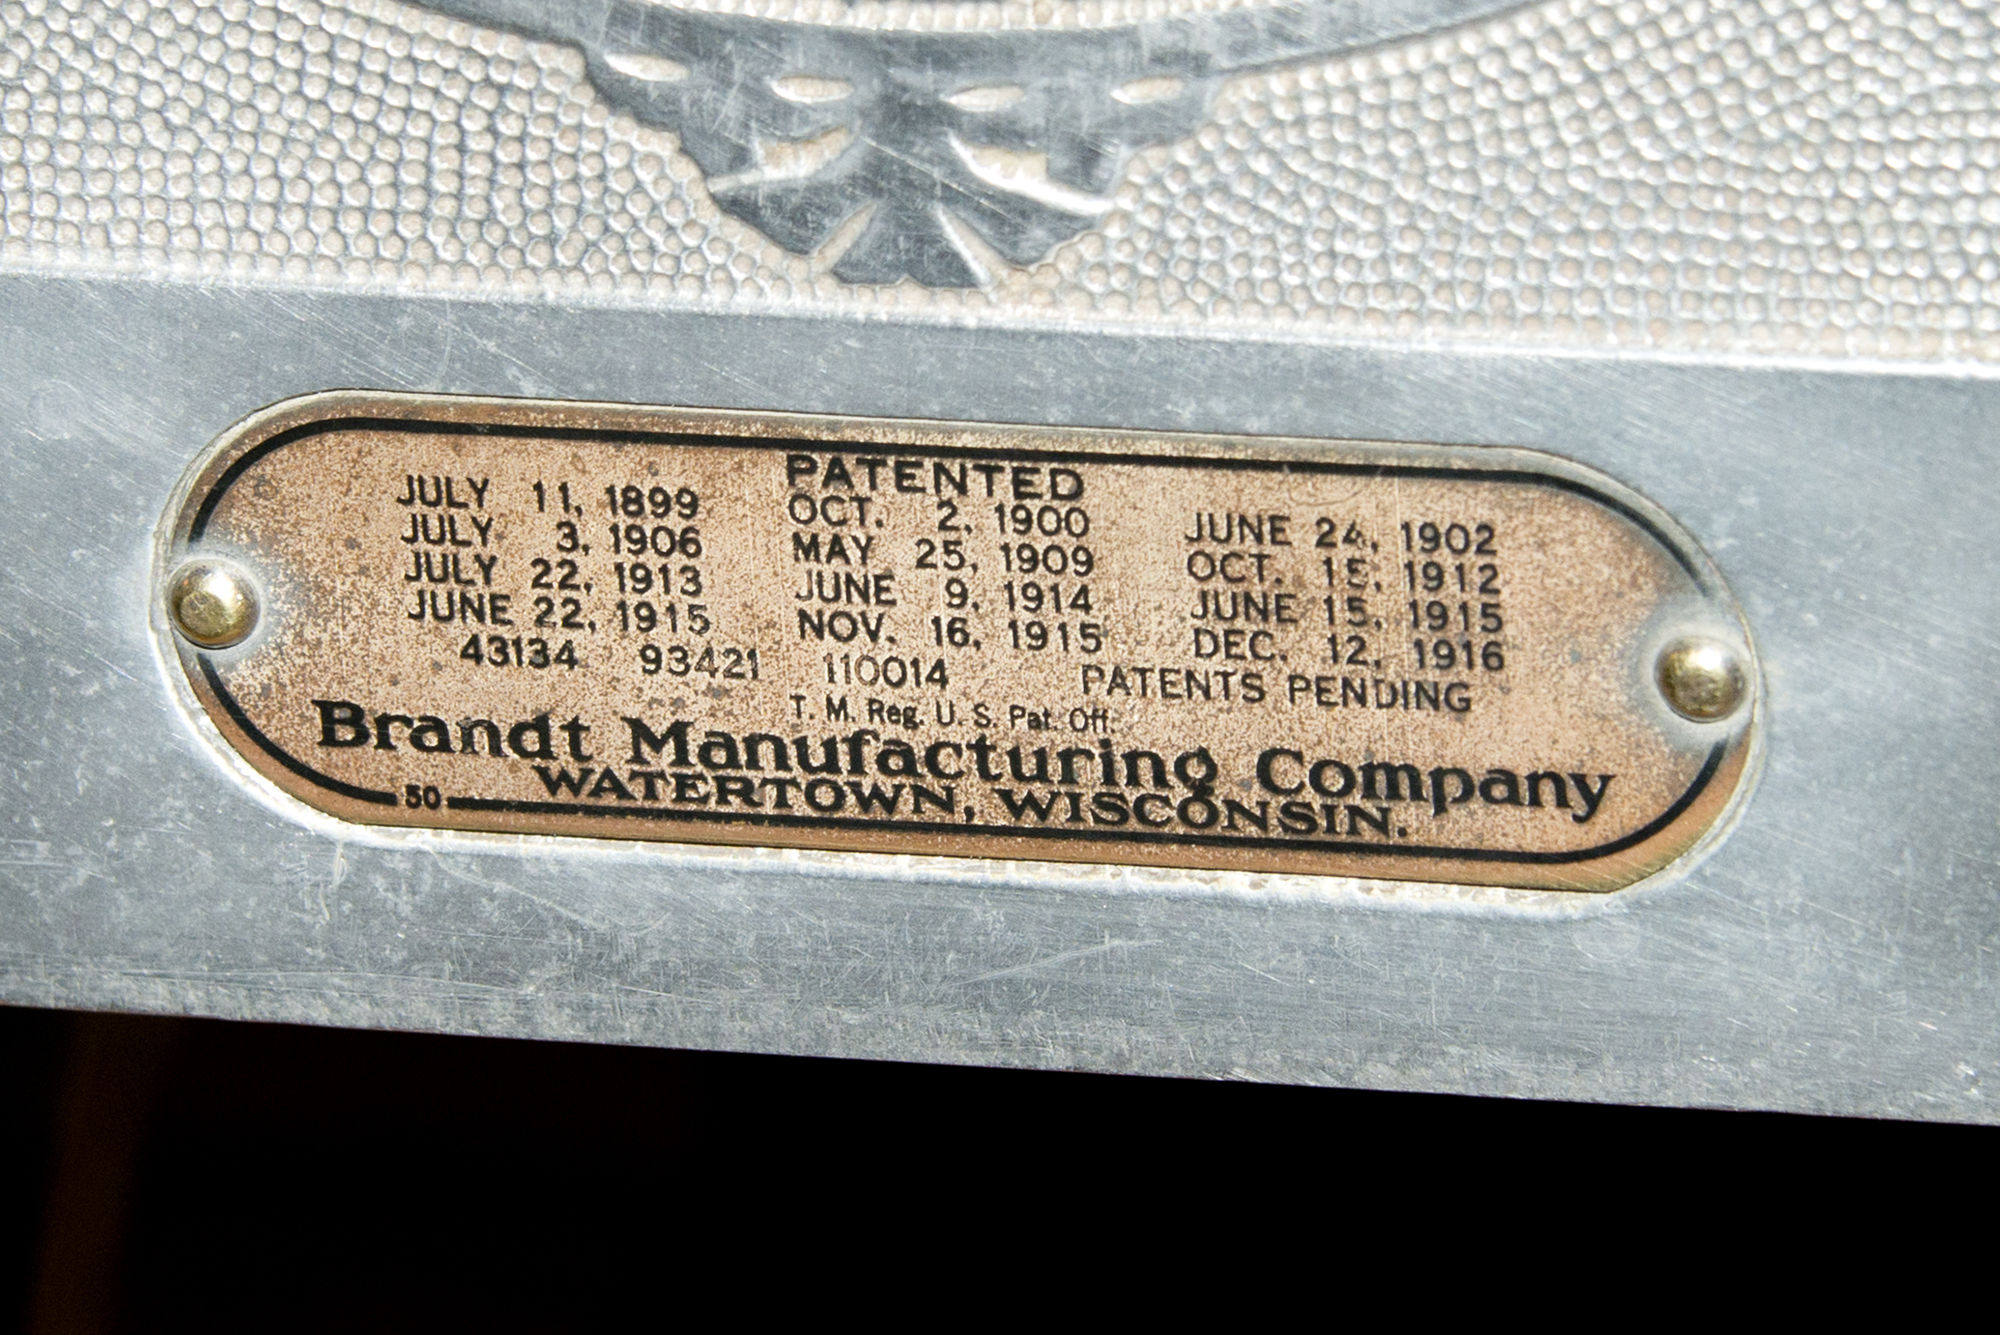 PATENTED
JULY 11, 1899 OCT. 2, 1900 JUNE 24, 1902
JULY 3, 1906 MAY 25, 1909 OCT. 15, 1912
JULY 22, 1913 JUNE 9, 1914 JUNE 15, 1915
JUNE 22, 1915 NOV. 16, 1915 DEC. 12, 1916
43134 93421 110014 PATENTS PENDING
T. M. Reg. U. S. Pat. Off.
Brandt Manufacturing Company
WATERTOWN, WISCONSIN.
50